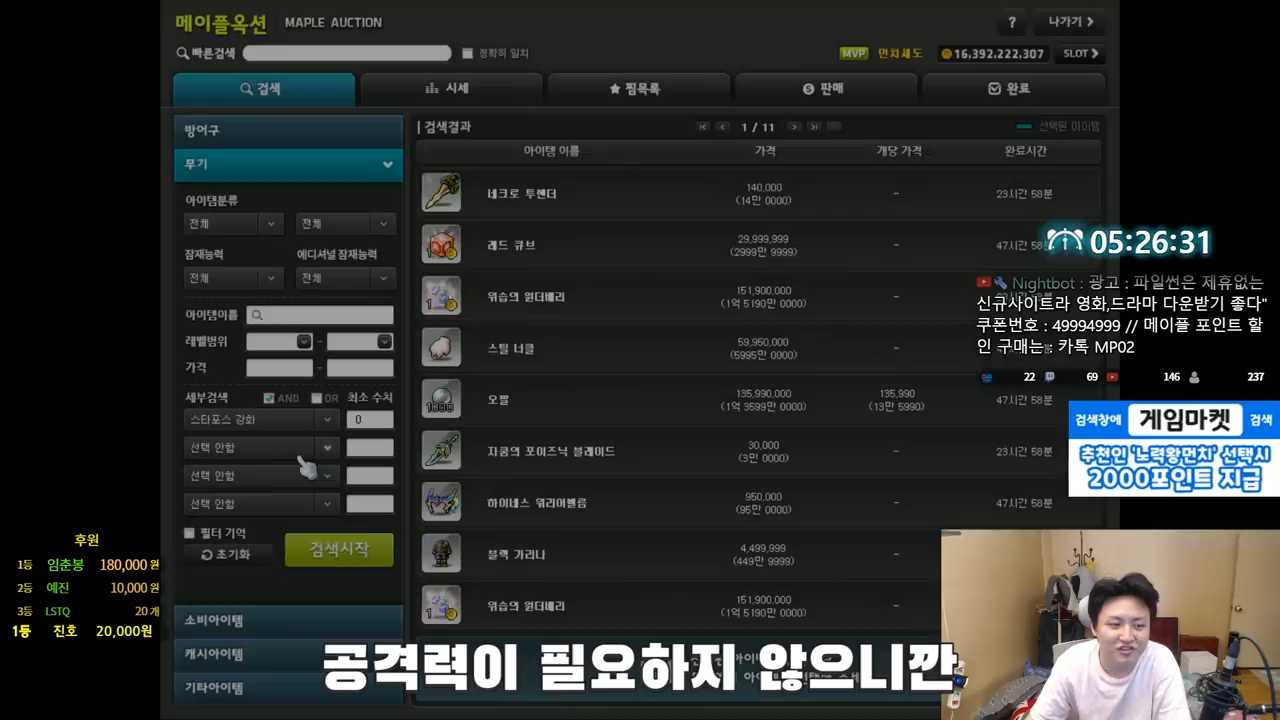 메이플옥션 MAPLE AUCTION
? 나가기
빠른검색 정확히 일치
MVP 면치세도 16,392,222,307 SLOT
검색 시세 찜목록 판매 완료
방어구
무기
아이템분류
전체 전체
잠재능력 에디셔널 잠재능력
전체 전체
아이템이름
레벨범위 -
가격 -
세부검색 AND OR 최소 수치
스타포스 강화 0
선택 안함
선택 안함
선택 안함
필터 기억
초기화 검색시작
소비아이템
캐시아이템
기타아이템
검색결과 1 / 11 선택된 아이템
아이템 이름 가격 개당 가격 완료시간
네크로 투핸더 140,000 (14만 0000) - 23시간 58분
레드 큐브 29,999,999 (2999만 9999) - 47시간
워습의 원더베리 151,900,000 (1억 5190만 0000) -
스틸 너클 59,950,000 (5995만 0000) -
오팔 135,990,000 (1억 3599만 0000) 135,990 (13만 5990) 47시간 58분
자쿰의 포이즈닉 블레이드 30,000 (3만 0000) - 23시간 58분
하이네스 워리어헬름 950,000 (95만 0000) - 47시간 58분
블랙 가리나 4,499,999 (449만 9999) -
워습의 원더베리 151,900,000 (1억 5190만 0000) -
05:26:31
Nightbot : 광고 : 파일썬은 제휴없는
신규사이트라 영화,드라마 다운받기 좋다"
쿠폰번호 : 49994999 // 메이플 포인트 할
인 구매는 : 카톡 MP02
22 69 146 237
검색창에 게임마켓 검색
추천인 '노력왕먼치' 선택시
2000포인트 지급
후원
1등 임춘봉 180,000 원
2등 예진 10,000 원
3등 LSTQ 20 개
1등 진호 20,000원
공격력이 필요하지 않으니깐